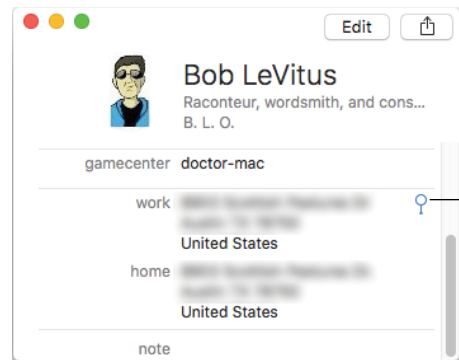 Edit
Bob LeVitus
Raconteur, wordsmith, and cons...
B. L. O.
gamecenter doctor-mac
work
United States
home
United States
note